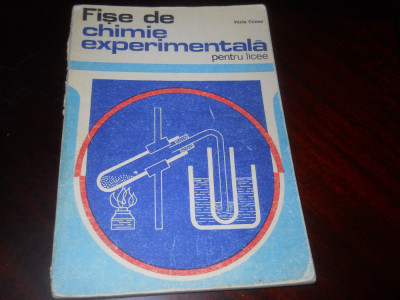 Fișe de
chimie
experimentală
pentru licee